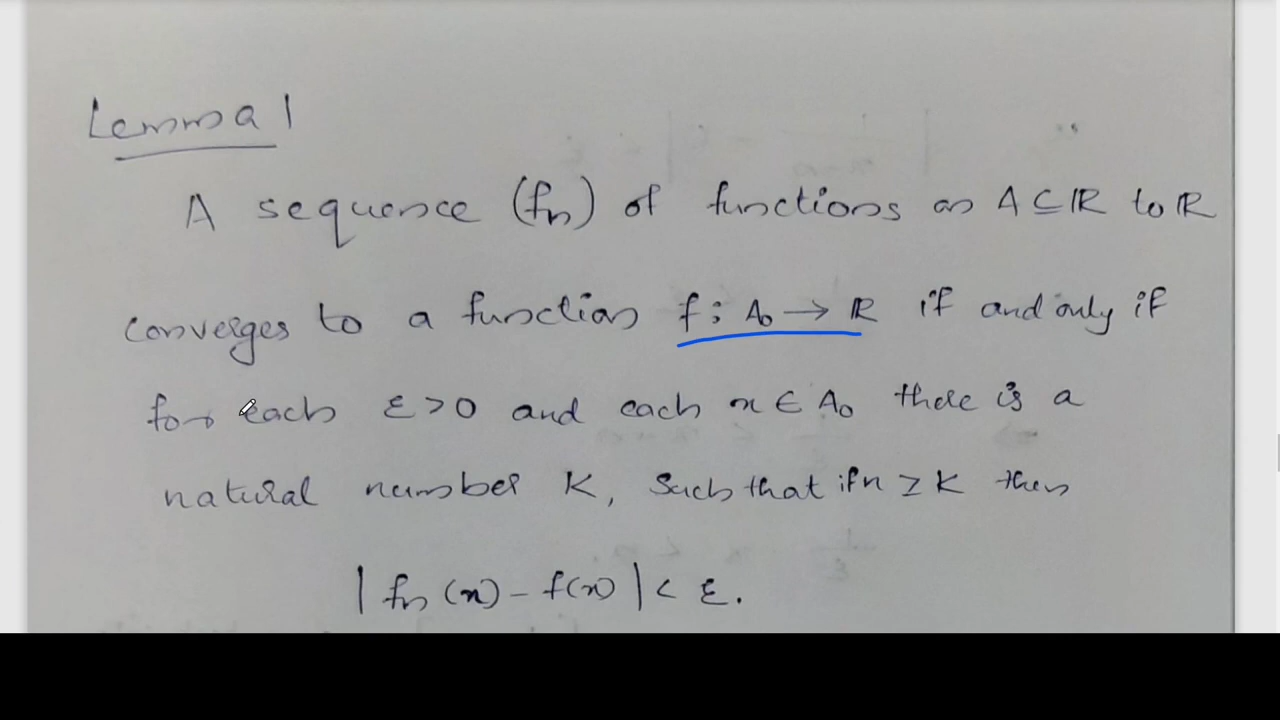 Lemma 1
A sequence (fn) of functions on A ⊆ ℝ to ℝ
converges to a function f : A₀ → ℝ if and only if
for each ε > 0 and each x ∈ A₀ there is a
natural number K, such that if n ≥ K then
|fn(x) - f(x)| < ε.